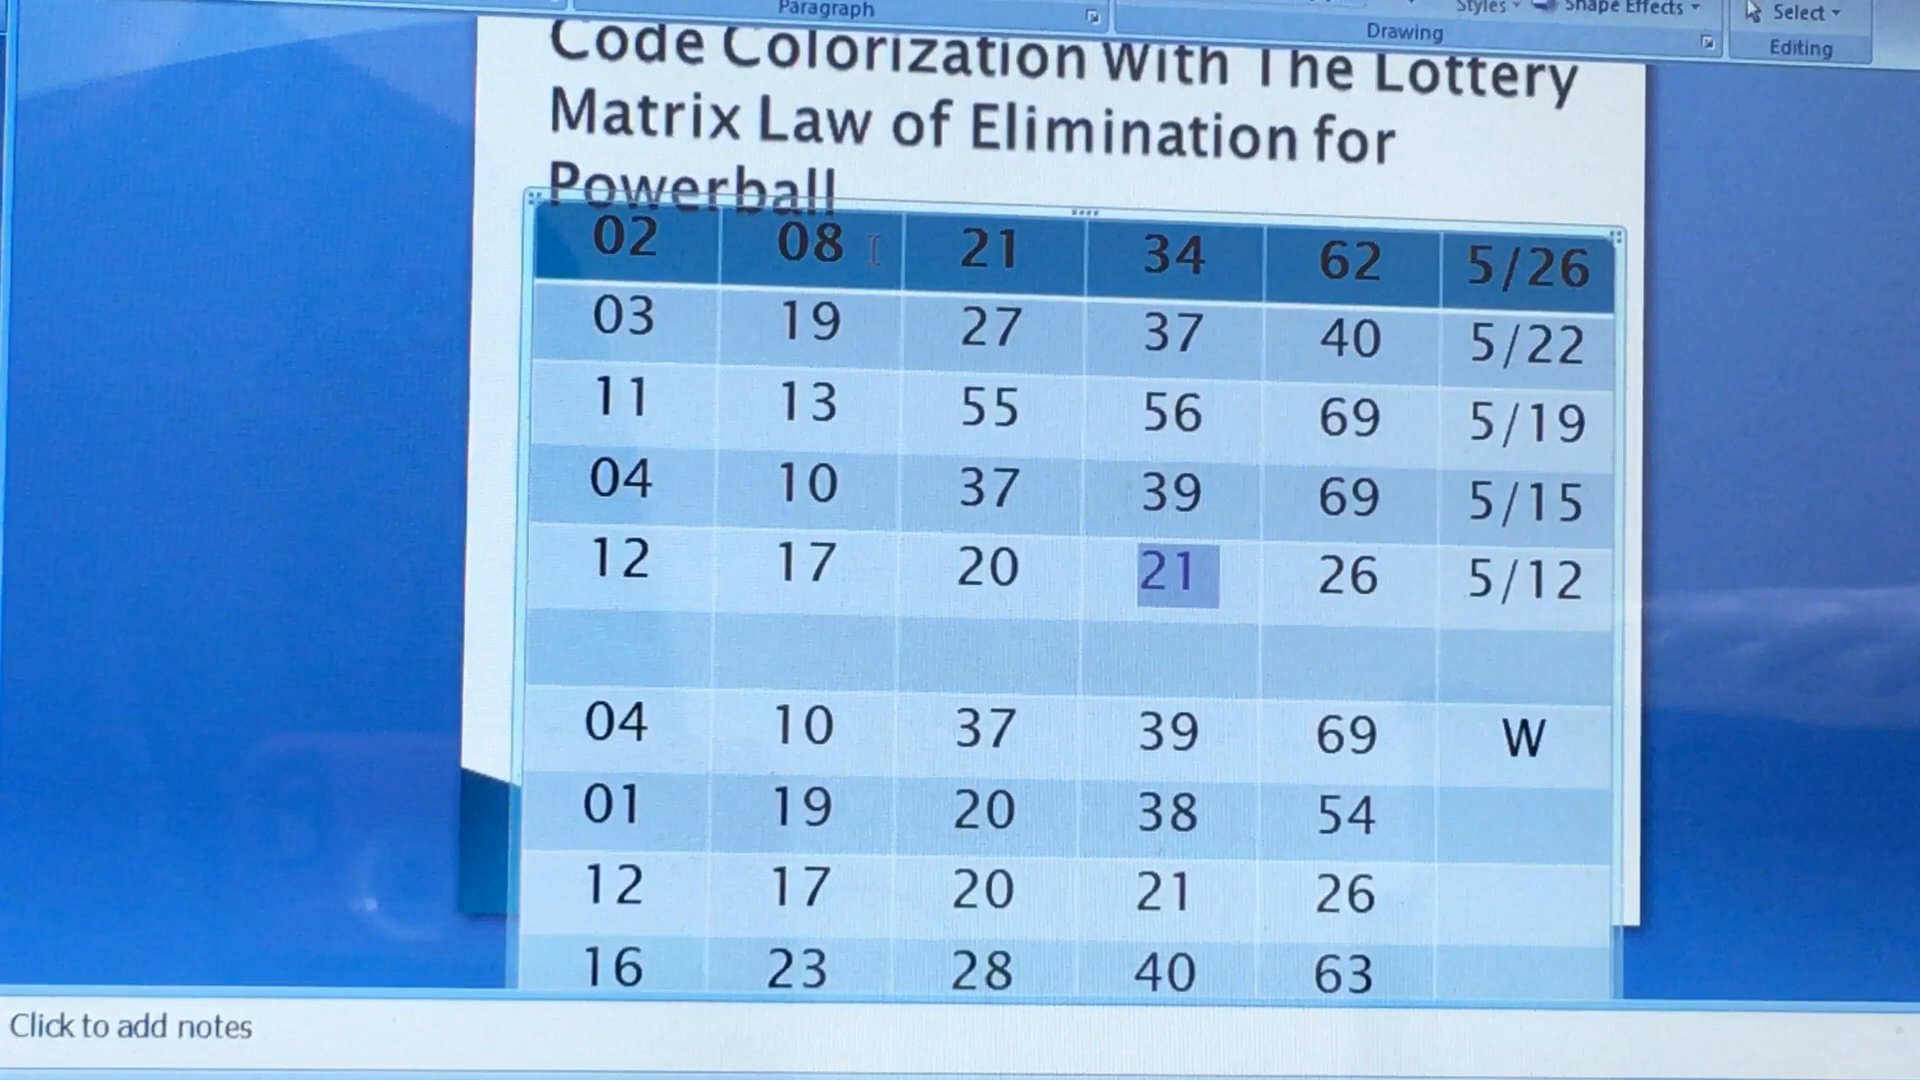 Paragraph
Styles Shape Effects
Select
Drawing
Editing
Code Colorization With The Lottery
Matrix Law of Elimination for
Powerball
02 08 21 34 62 5/26
03 19 27 37 40 5/22
11 13 55 56 69 5/19
04 10 37 39 69 5/15
12 17 20 21 26 5/12
04 10 37 39 69 W
01 19 20 38 54
12 17 20 21 26
16 23 28 40 63
Click to add notes